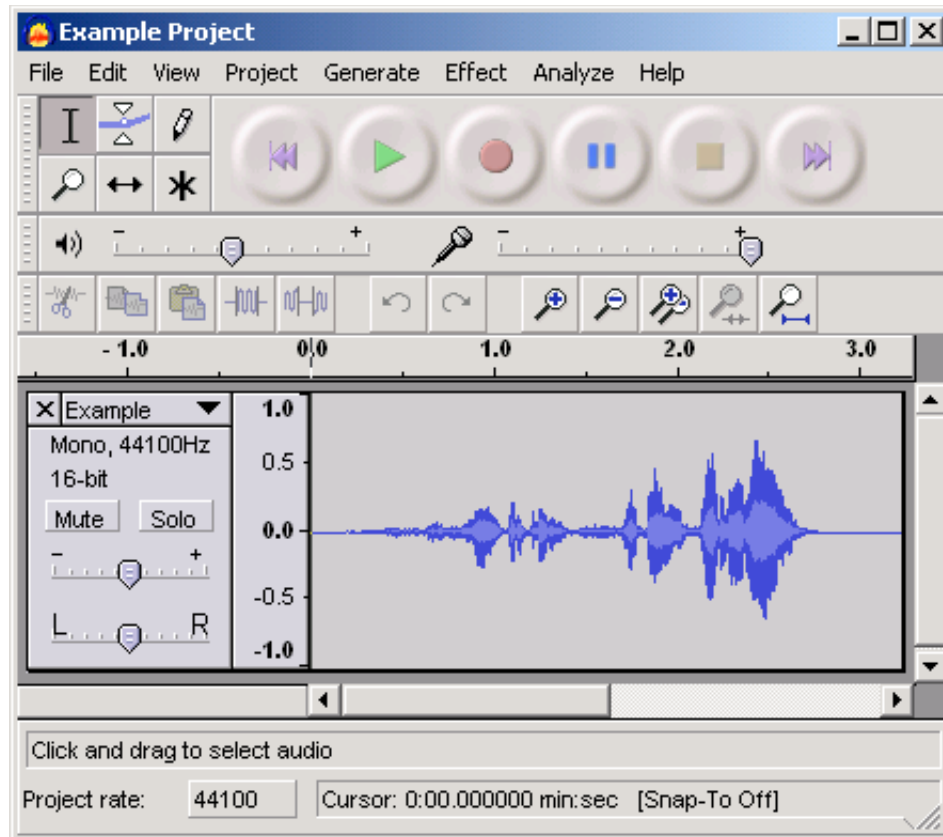 Example Project
File Edit View Project Generate Effect Analyze Help
- +
- +
- 1.0 0.0 1.0 2.0 3.0
X Example
Mono, 44100Hz
16-bit
Mute Solo
- +
L R
1.0
0.5
0.0
-0.5
-1.0
Click and drag to select audio
Project rate: 44100 Cursor: 0:00.000000 min:sec [Snap-To Off]